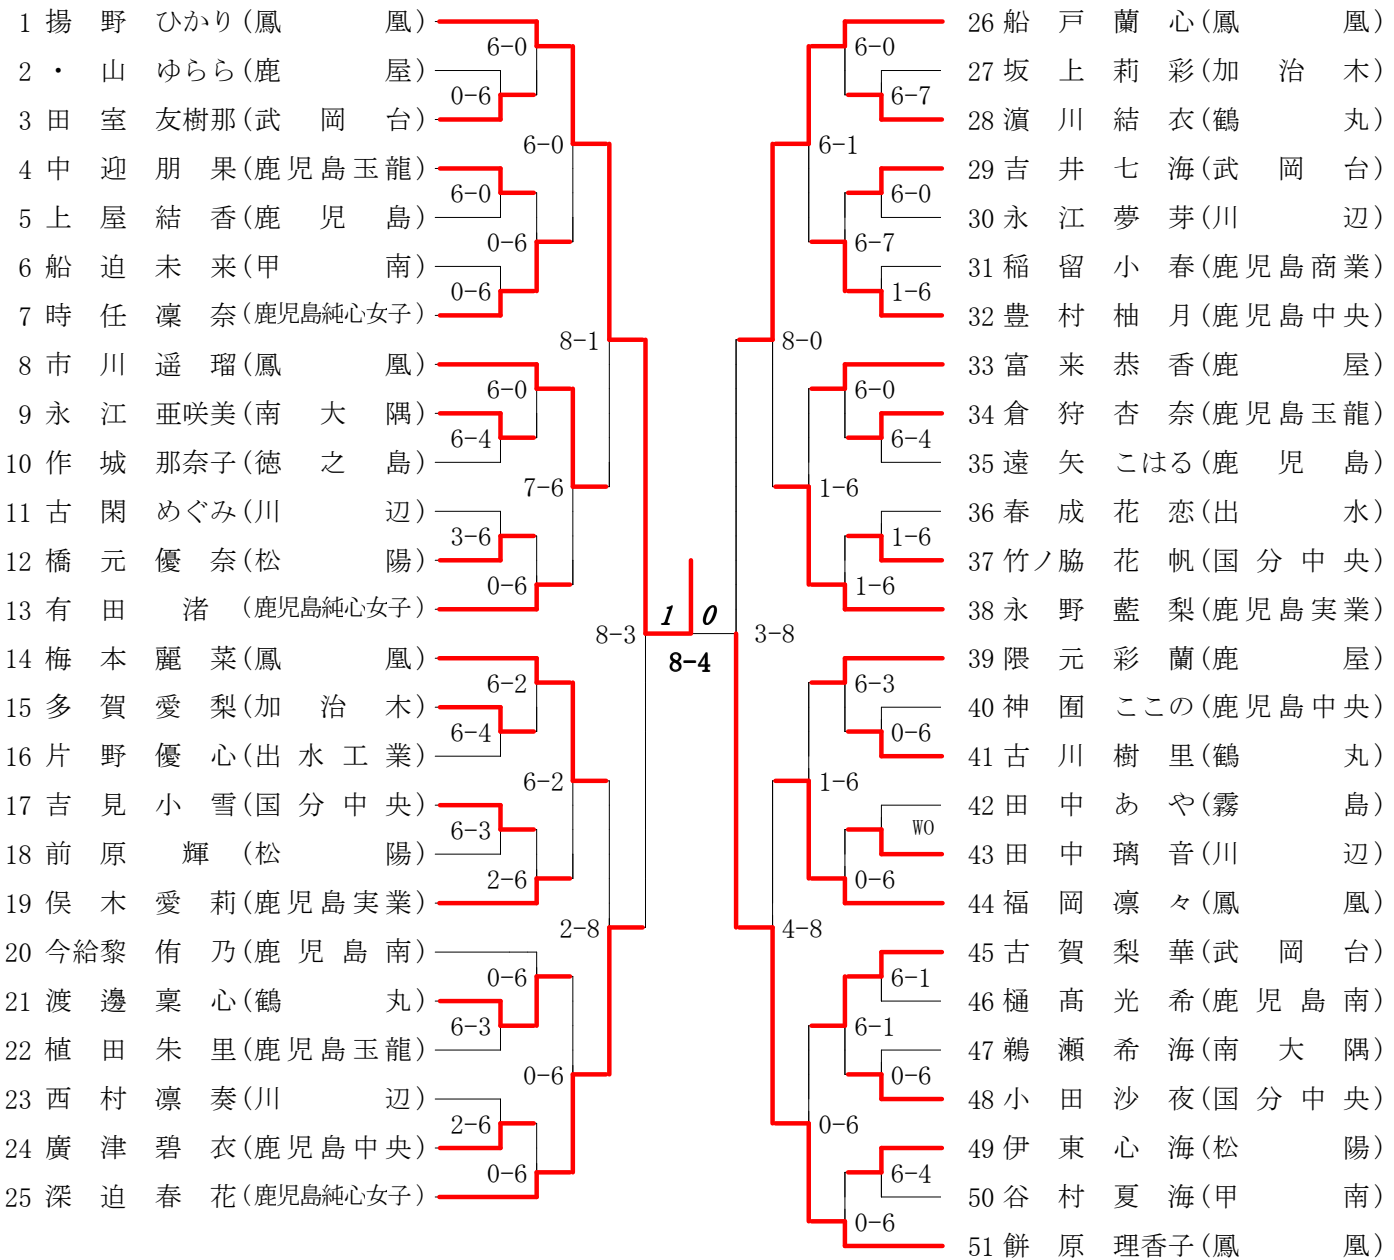 1 揚野 ひかり(鳳凰)
2 ・山 ゆらら(鹿屋)
3 田室 友樹那(武岡台)
4 中迎 朋果(鹿児島玉龍)
5 上屋 結香(鹿児島)
6 船迫 未来(甲南)
7 時任 凜奈(鹿児島純心女子)
8 市川 遥瑠(鳳凰)
9 永江 亜咲美(南大隅)
10 作城 那奈子(徳之島)
11 古閑 めぐみ(川辺)
12 橋元 優奈(松陽)
13 有田 渚(鹿児島純心女子)
14 梅本 麗菜(鳳凰)
15 多賀 愛梨(加治木)
16 片野 優心(出水工業)
17 吉見 小雪(国分中央)
18 前原 輝(松陽)
19 俣木 愛莉(鹿児島実業)
20 今給黎 侑乃(鹿児島南)
21 渡邊 稟心(鶴丸)
22 植田 朱里(鹿児島玉龍)
23 西村 凛奏(川辺)
24 廣津 碧衣(鹿児島中央)
25 深迫 春花(鹿児島純心女子)
6-0
0-6
6-0
6-0
0-6
0-6
8-1
6-0
6-4
7-6
3-6
0-6
8-3
6-2
6-4
6-2
6-3
2-6
2-8
0-6
6-3
0-6
2-6
0-6
1 0
8-4
6-0
6-7
6-1
6-0
6-7
1-6
8-0
6-0
6-4
1-6
1-6
1-6
3-8
6-3
0-6
1-6
WO
0-6
4-8
6-1
6-1
0-6
0-6
6-4
0-6
26 船戸 蘭心(鳳凰)
27 坂上 莉彩(加治木)
28 濵川 結衣(鶴丸)
29 吉井 七海(武岡台)
30 永江 夢芽(川辺)
31 稲留 小春(鹿児島商業)
32 豊村 柚月(鹿児島中央)
33 富来 恭香(鹿屋)
34 倉狩 杏奈(鹿児島玉龍)
35 遠矢 こはる(鹿児島)
36 春成 花恋(出水)
37 竹ノ脇 花帆(国分中央)
38 永野 藍梨(鹿児島実業)
39 隈元 彩蘭(鹿屋)
40 神囿 ここの(鹿児島中央)
41 古川 樹里(鶴丸)
42 田中 あや(霧島)
43 田中 璃音(川辺)
44 福岡 凛々(鳳凰)
45 古賀 梨華(武岡台)
46 樋髙 光希(鹿児島南)
47 鵜瀬 希海(南大隅)
48 小田 沙夜(国分中央)
49 伊東 心海(松陽)
50 谷村 夏海(甲南)
51 餅原 理香子(鳳凰)